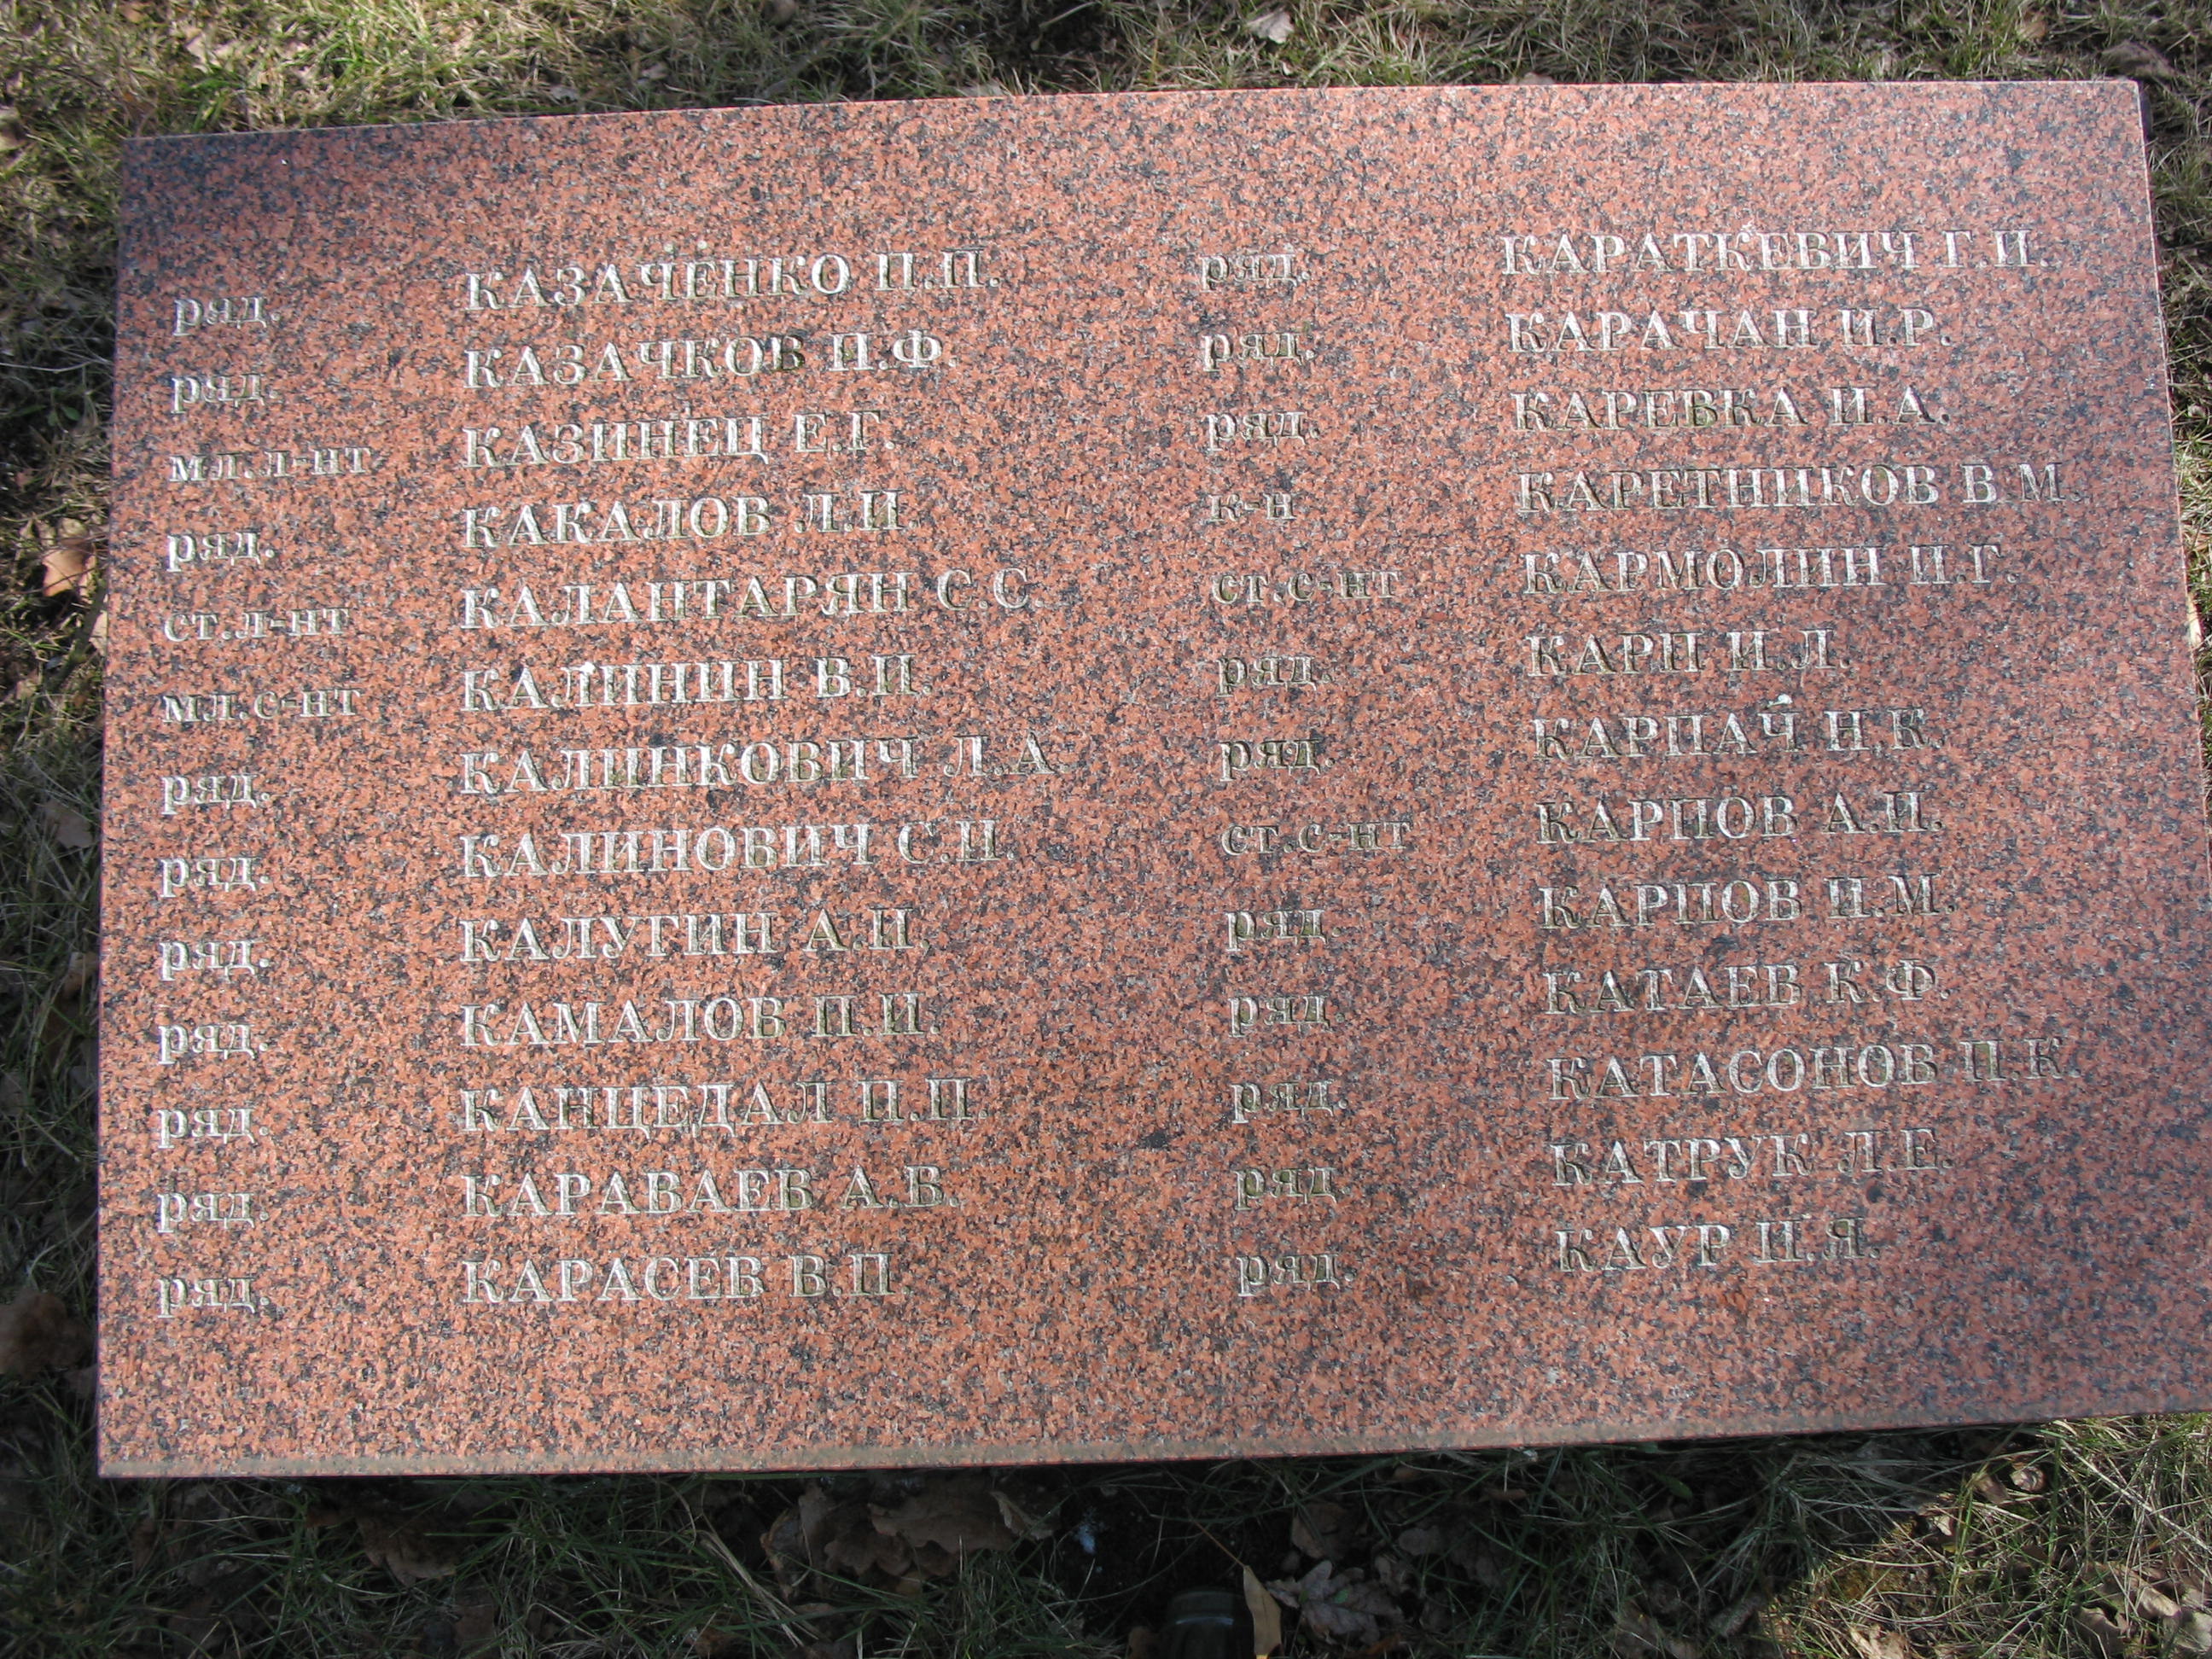 ряд. КАЗАЧЕНКО П.П.
ряд. КАЗАЧКОВ П.Ф.
мл.л-нт КАЗИНЕЦ Е.Г.
ряд. КАКАЛОВ Л.И.
ст.л-нт КАЛАНТАРЯН С.С.
мл.с-нт КАЛИНИН В.П.
ряд. КАЛИНКОВИЧ Л.А.
ряд. КАЛИНОВИЧ С.И.
ряд. КАЛУГИН А.Н.
ряд. КАМАЛОВ П.И.
ряд. КАНЦЕДАЛ П.П.
ряд. КАРАВАЕВ А.В.
ряд. КАРАСЕВ В.П.
ряд. КАРАТКЕВИЧ Г.И.
ряд. КАРАЧАН И.Р.
ряд. КАРЕВКА И.А.
к-н КАРЕТНИКОВ В.М.
ст.с-нт КАРМОЛИН И.Г.
ряд. КАРП И.Л.
ряд. КАРПАЧ Н.К.
ст.с-нт КАРПОВ А.И.
ряд. КАРПОВ И.М.
ряд. КАТАЕВ К.Ф.
ряд. КАТАСОНОВ П.К.
ряд. КАТРУК Л.Е.
ряд. КАУР И.Я.